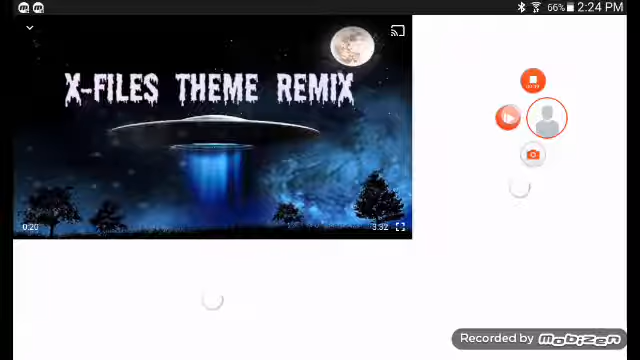 66% 2:24 PM
X-FILES THEME REMIX
0:20 3:32
Recorded by MOBIZEN